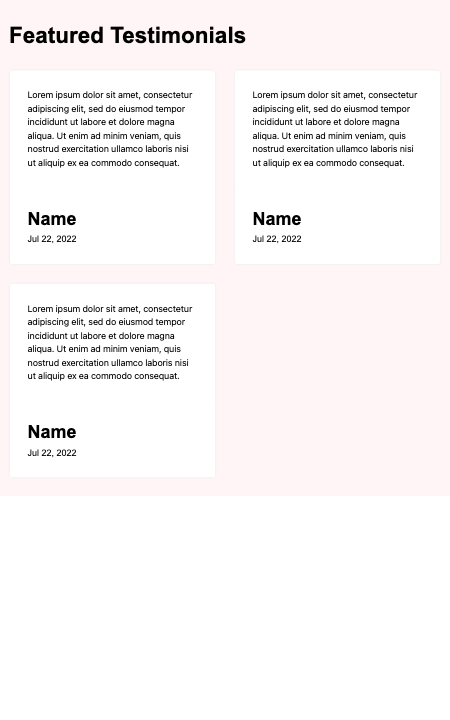 Featured Testimonials
Lorem ipsum dolor sit amet, consectetur
adipiscing elit, sed do eiusmod tempor
incididunt ut labore et dolore magna
aliqua. Ut enim ad minim veniam, quis
nostrud exercitation ullamco laboris nisi
ut aliquip ex ea commodo consequat.
Name
Jul 22, 2022
Lorem ipsum dolor sit amet, consectetur
adipiscing elit, sed do eiusmod tempor
incididunt ut labore et dolore magna
aliqua. Ut enim ad minim veniam, quis
nostrud exercitation ullamco laboris nisi
ut aliquip ex ea commodo consequat.
Name
Jul 22, 2022
Lorem ipsum dolor sit amet, consectetur
adipiscing elit, sed do eiusmod tempor
incididunt ut labore et dolore magna
aliqua. Ut enim ad minim veniam, quis
nostrud exercitation ullamco laboris nisi
ut aliquip ex ea commodo consequat.
Name
Jul 22, 2022